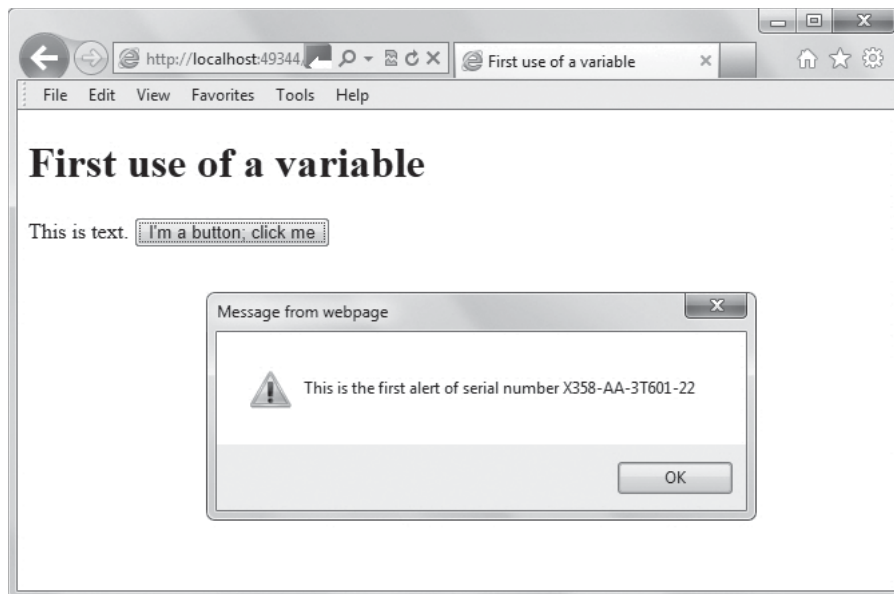 http://localhost:49344
First use of a variable
File Edit View Favorites Tools Help
First use of a variable
This is text. I'm a button; click me
Message from webpage
This is the first alert of serial number X358-AA-3T601-22
OK